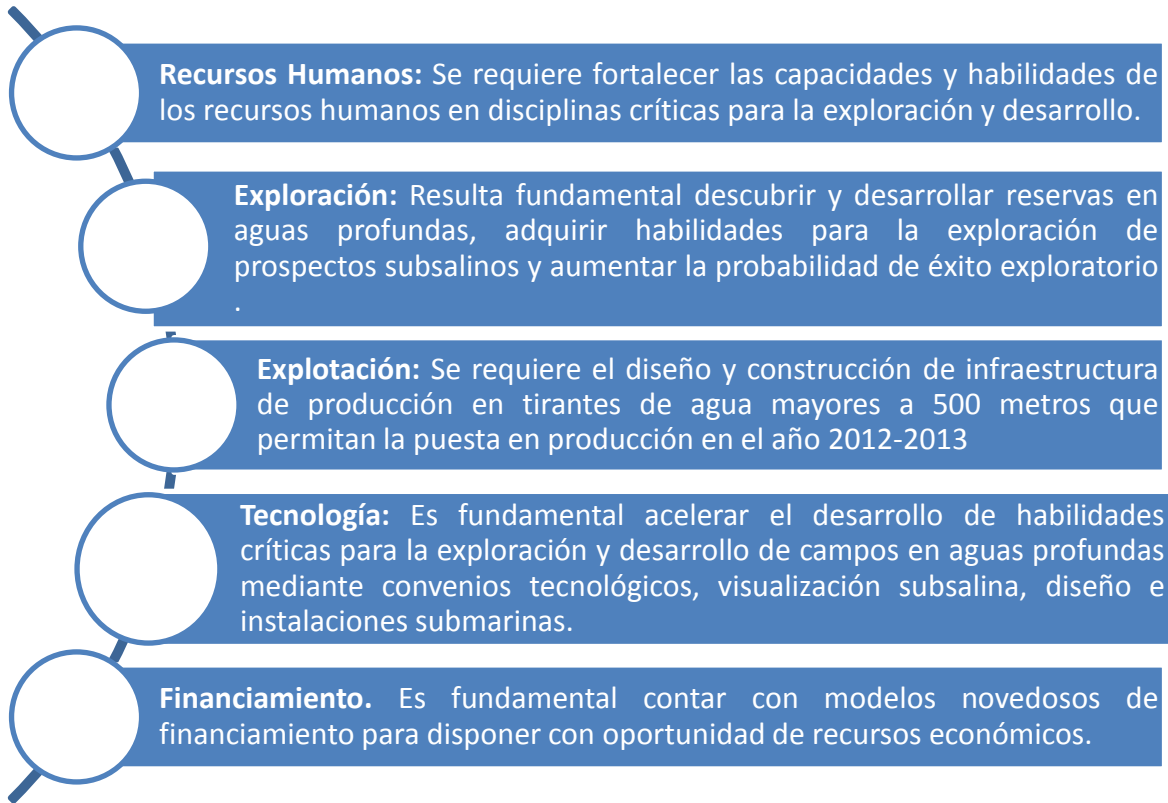 Recursos Humanos: Se requiere fortalecer las capacidades y habilidades de
los recursos humanos en disciplinas críticas para la exploración y desarrollo.
Exploración: Resulta fundamental descubrir y desarrollar reservas en
aguas profundas, adquirir habilidades para la exploración de
prospectos subsalinos y aumentar la probabilidad de éxito exploratorio
.
Explotación: Se requiere el diseño y construcción de infraestructura
de producción en tirantes de agua mayores a 500 metros que
permitan la puesta en producción en el año 2012-2013
Tecnología: Es fundamental acelerar el desarrollo de habilidades
críticas para la exploración y desarrollo de campos en aguas profundas
mediante convenios tecnológicos, visualización subsalina, diseño e
instalaciones submarinas.
Financiamiento. Es fundamental contar con modelos novedosos de
financiamiento para disponer con oportunidad de recursos económicos.